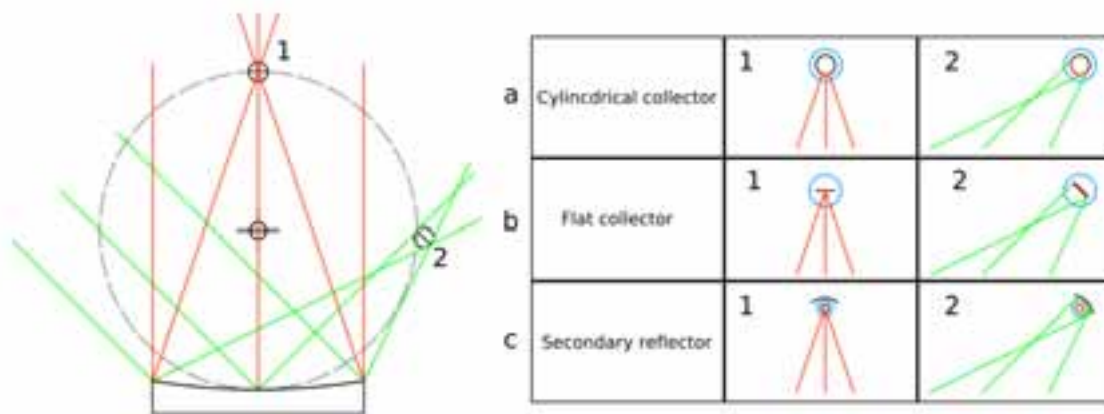 1
2
1 2
a Cylincdrical collector
1 2
b Flat collector
1 2
c Secondary reflector